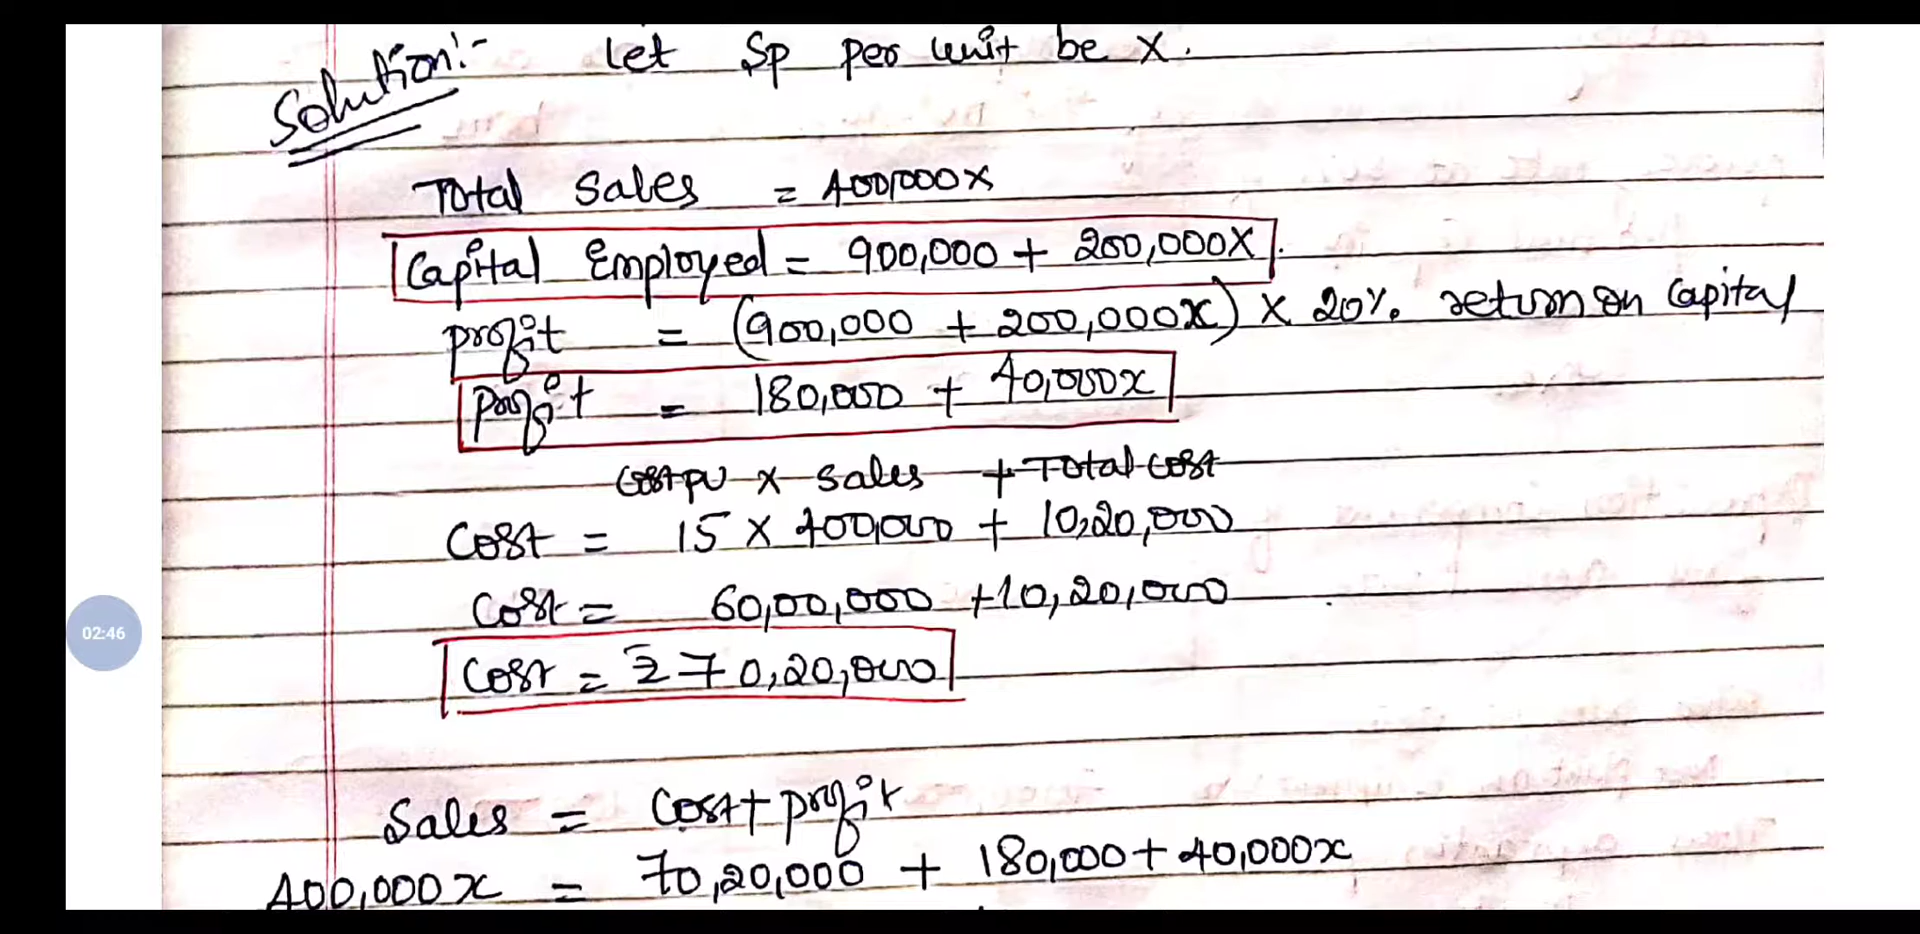 Solution:- Let Sp per unit be x.
Total Sales = 400,000x
Capital Employed = 900,000 + 200,000x.
profit = (900,000 + 200,000x) x 20% return on Capital
profit = 180,000 + 40,000x
Cost pu x Sales + Total cost
Cost = 15 x 400,000 + 10,20,000
Cost = 60,00,000 + 10,20,000
Cost = ₹ 70,20,000
02:46
Sales = Cost + profit
400,000x = 70,20,000 + 180,000 + 40,000x